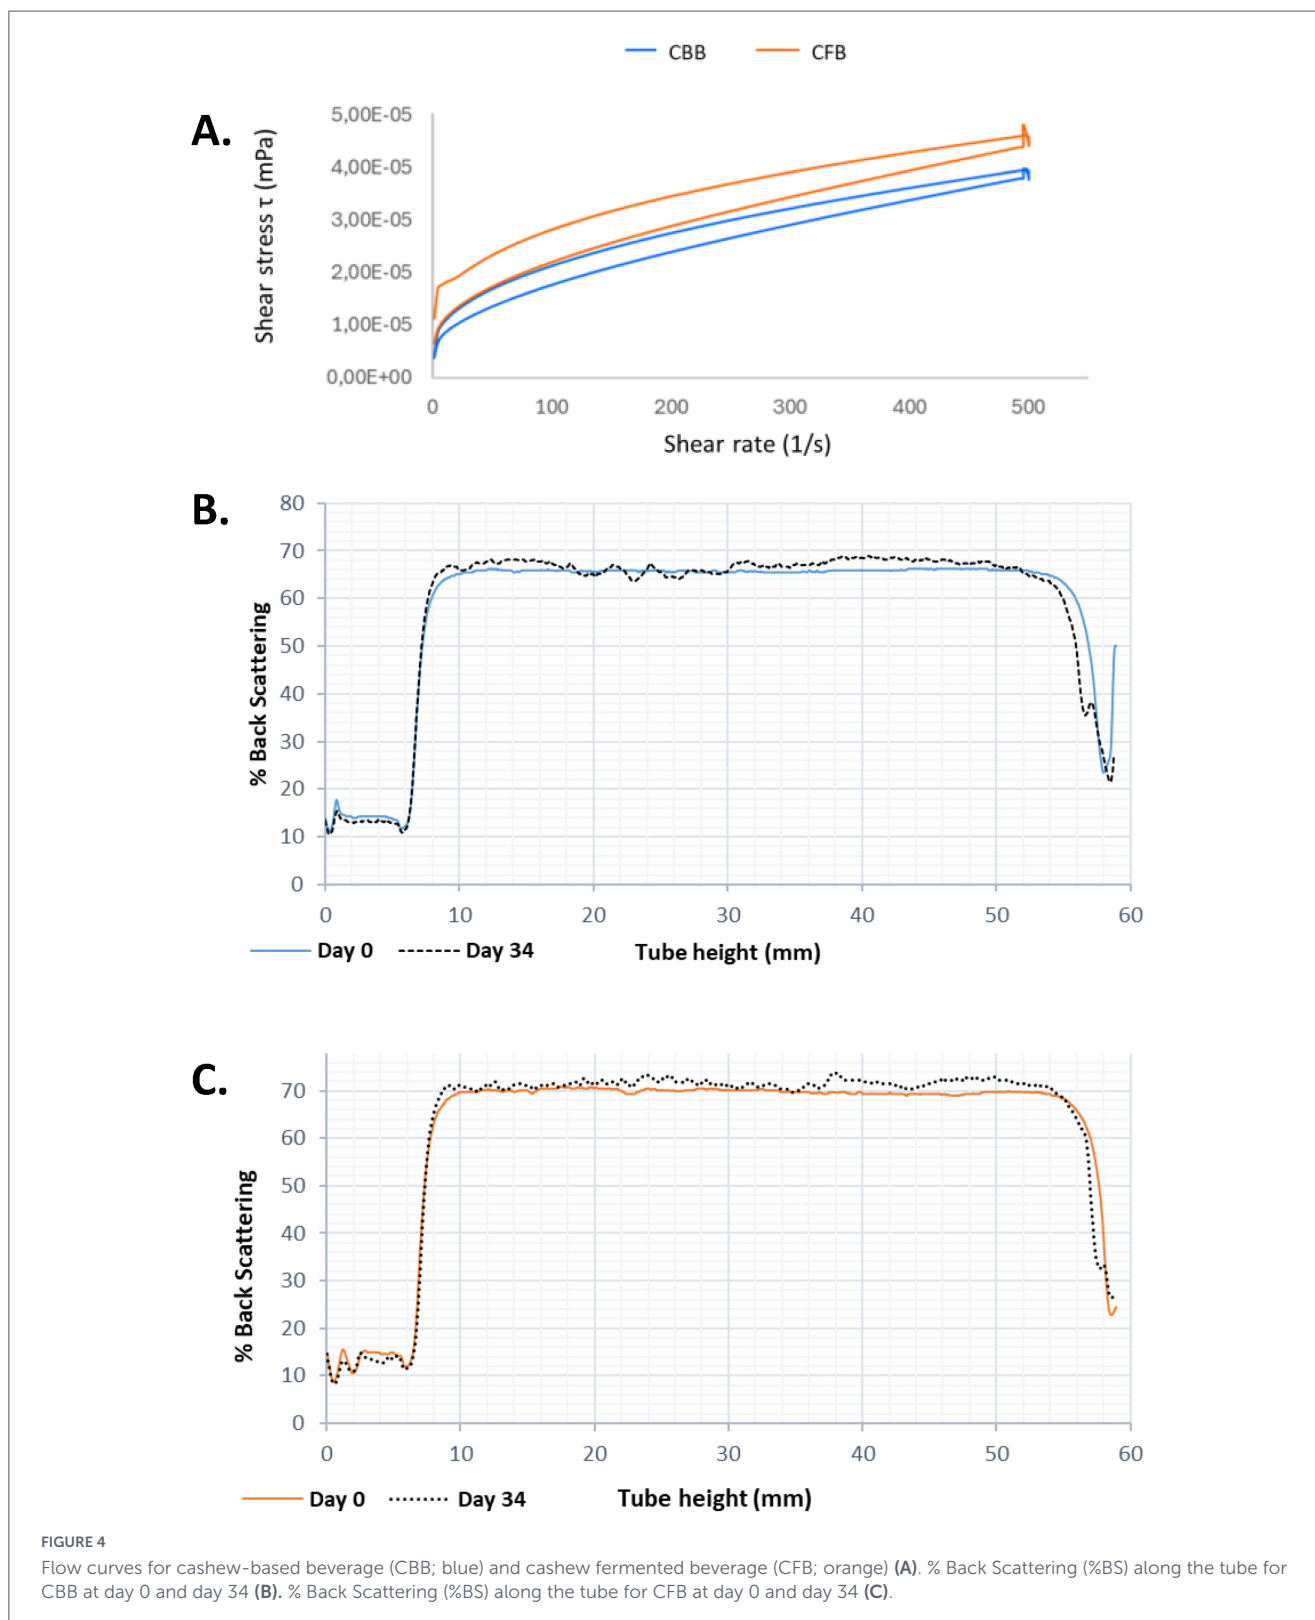 CBB CFB
A.
Shear stress τ (mPa)
5,00E-05
4,00E-05
3,00E-05
2,00E-05
1,00E-05
0,00E+00
0 100 200 300 400 500
Shear rate (1/s)
B.
% Back Scattering
80
70
60
50
40
30
20
10
0
0 10 20 30 40 50 60
Day 0 Day 34 Tube height (mm)
C.
% Back Scattering
70
60
50
40
30
20
10
0
0 10 20 30 40 50 60
Day 0 Day 34 Tube height (mm)
FIGURE 4
Flow curves for cashew-based beverage (CBB; blue) and cashew fermented beverage (CFB; orange) (A). % Back Scattering (%BS) along the tube for
CBB at day 0 and day 34 (B). % Back Scattering (%BS) along the tube for CFB at day 0 and day 34 (C).